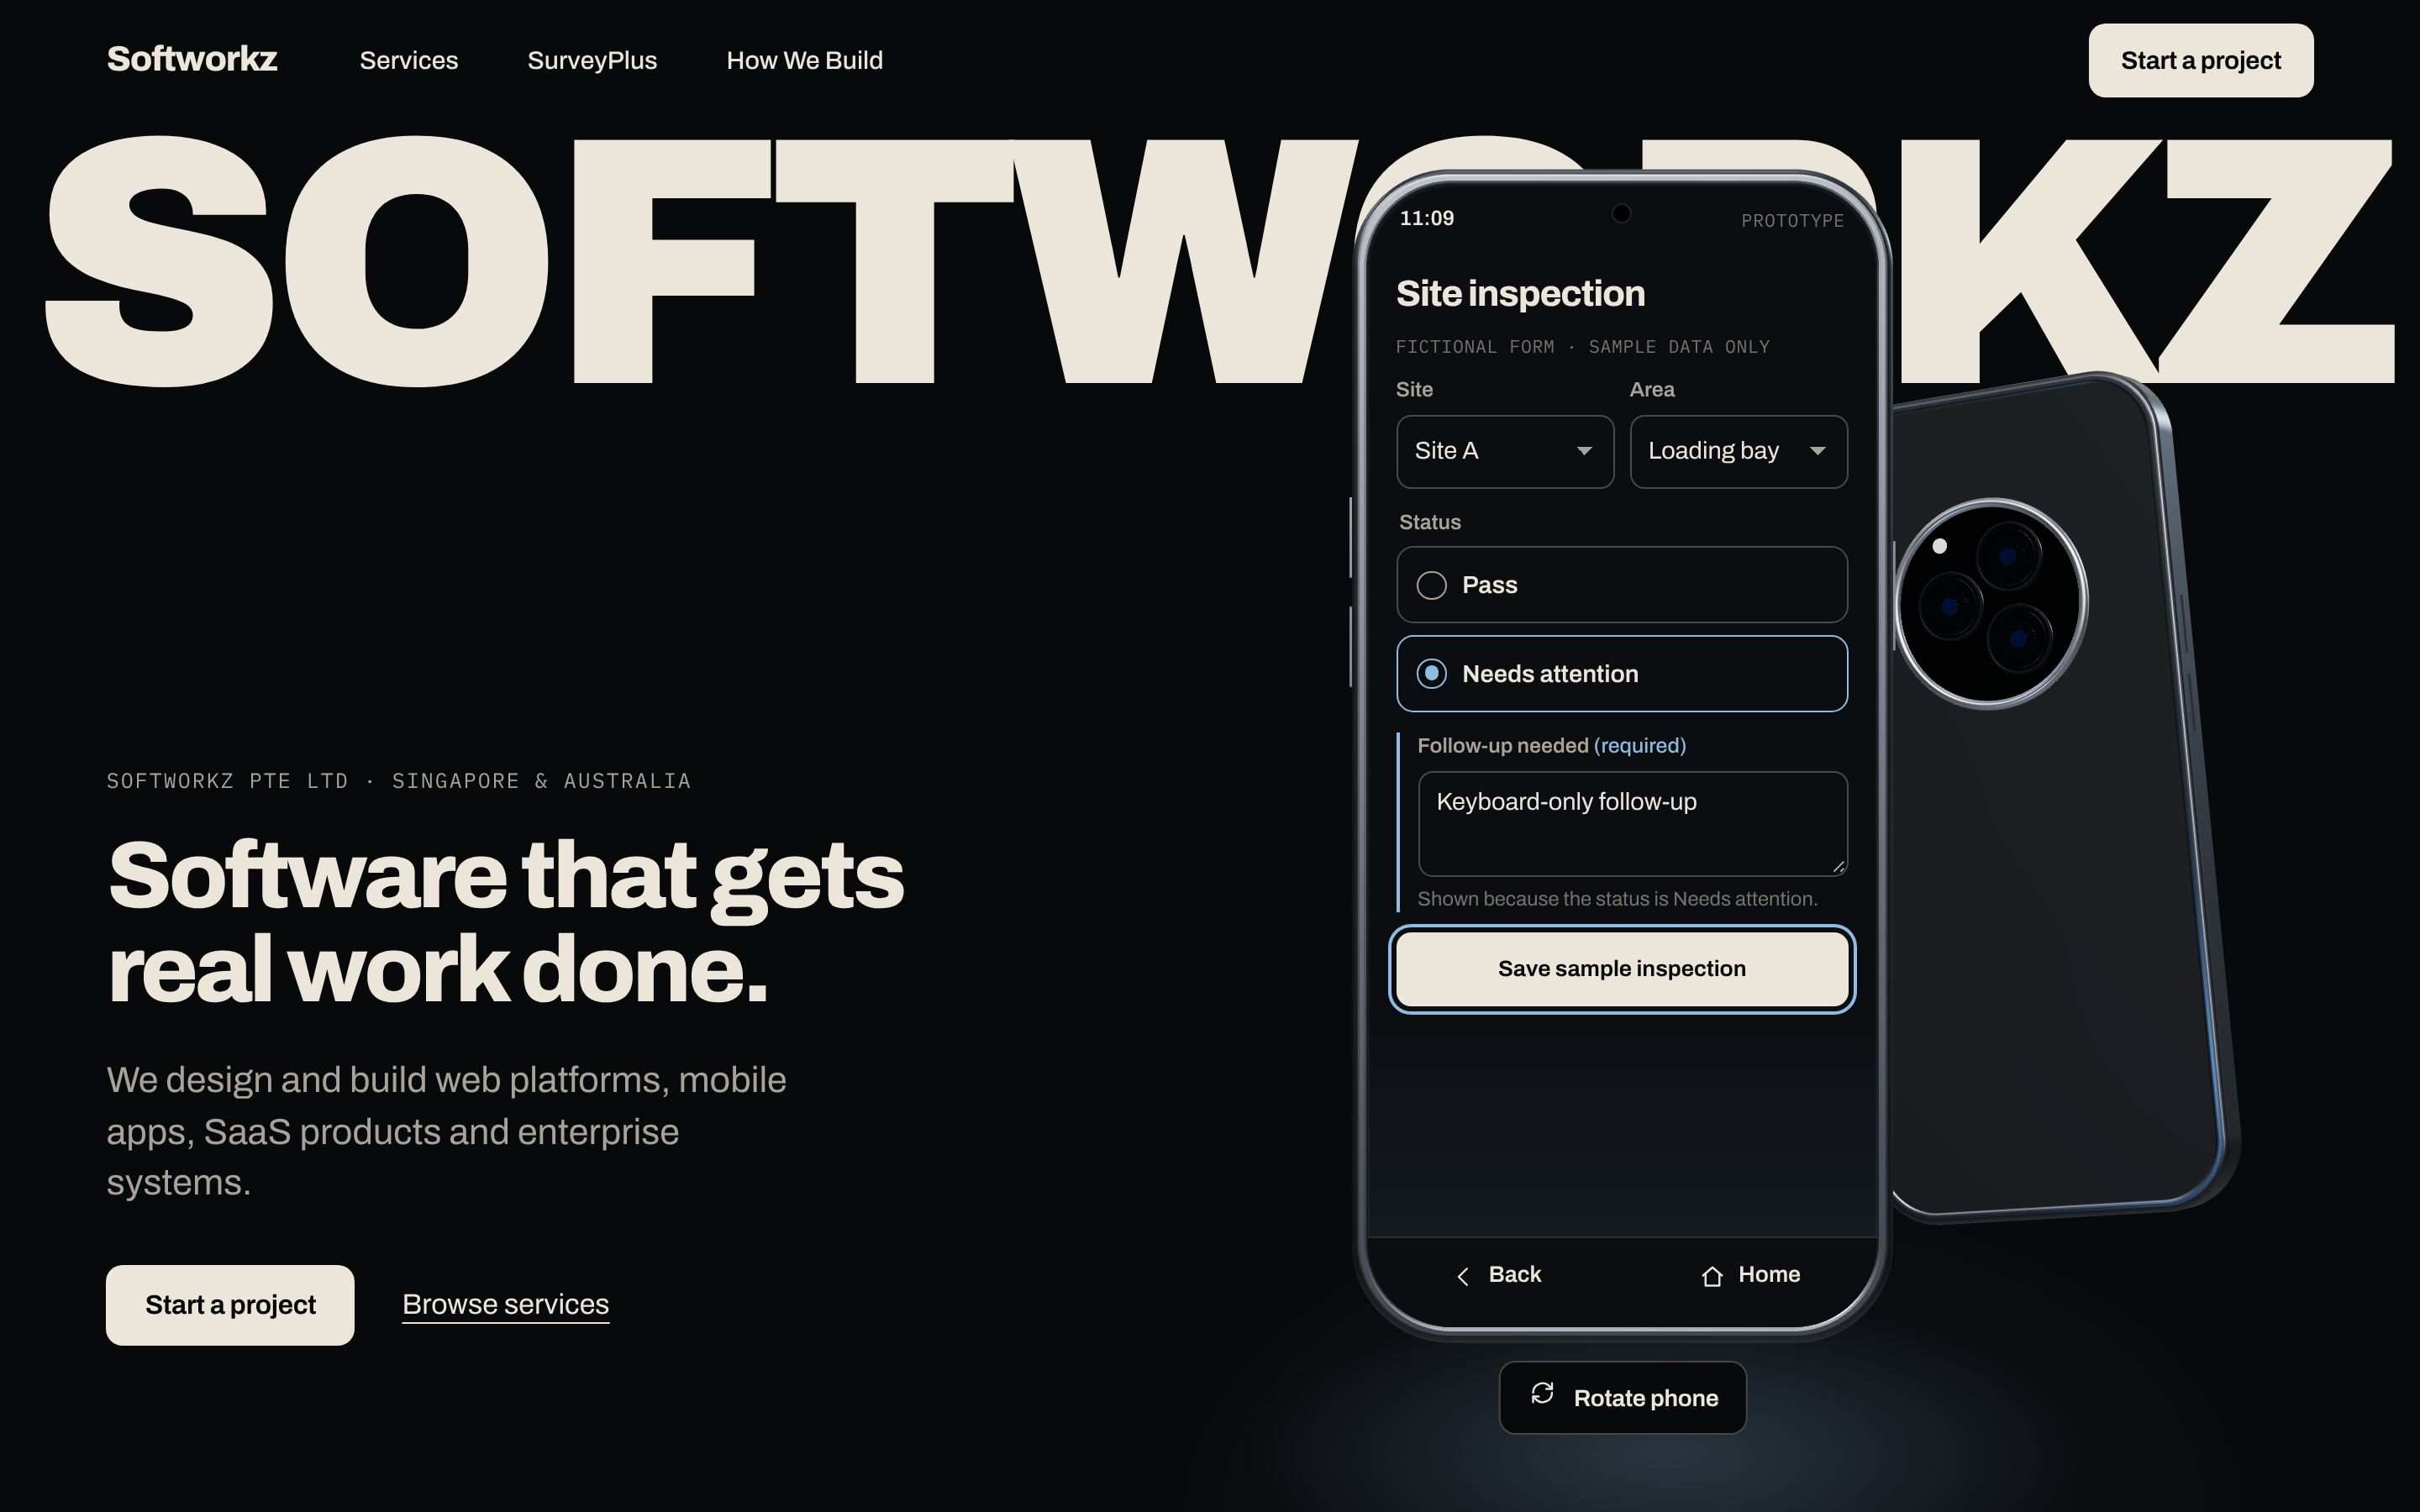 Softworkz
Services
SurveyPlus
How We Build
Start a project
SOFTWORKZ
11:09
PROTOTYPE
Site inspection
FICTIONAL FORM · SAMPLE DATA ONLY
Site
Area
Site A
Loading bay
Status
Pass
Needs attention
Follow-up needed (required)
Keyboard-only follow-up
Shown because the status is Needs attention.
Save sample inspection
Back
Home
Rotate phone
SOFTWORKZ PTE LTD · SINGAPORE & AUSTRALIA
Software that gets
real work done.
We design and build web platforms, mobile
apps, SaaS products and enterprise
systems.
Start a project
Browse services